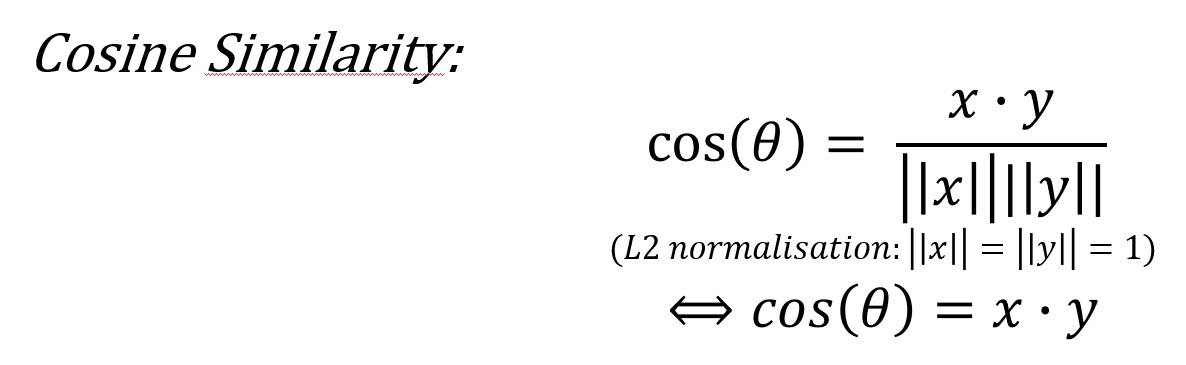 Cosine Similarity:
cos(θ) = x · y / ||x||||y||
(L2 normalisation: ||x|| = ||y|| = 1)
⟺ cos(θ) = x · y